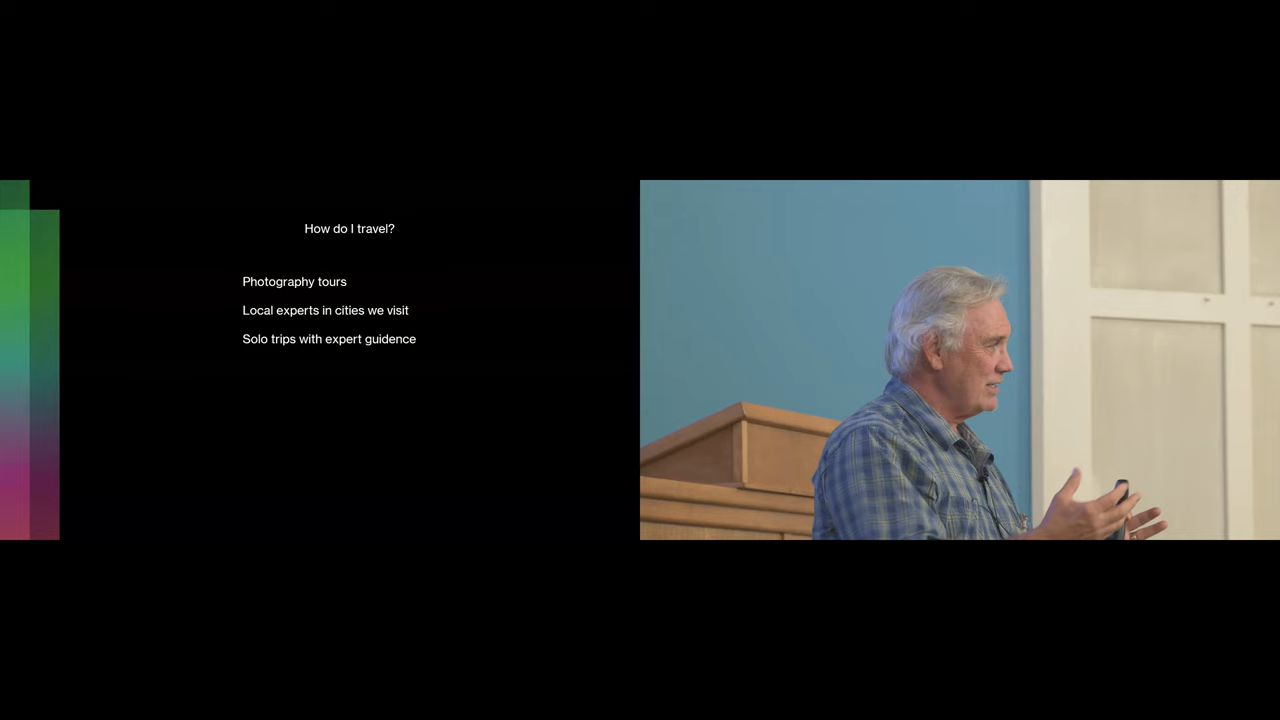 How do I travel?
Photography tours
Local experts in cities we visit
Solo trips with expert guidence